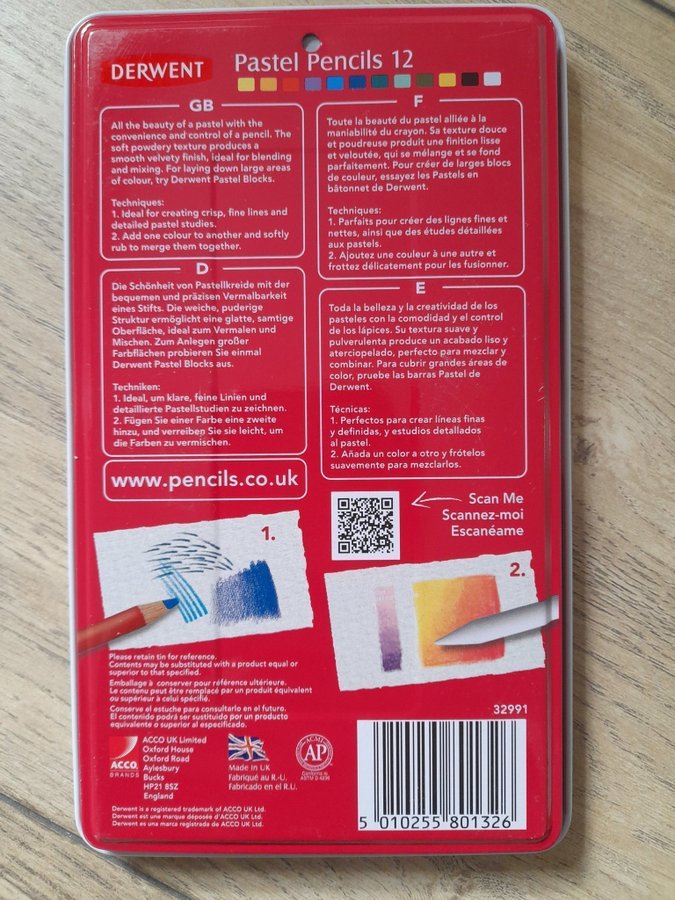 DERWENT
Pastel Pencils 12
GB
All the beauty of a pastel with the
convenience and control of a pencil. The
soft powdery texture produces a
smooth velvety finish, ideal for blending
and mixing. For laying down large areas
of colour, try Derwent Pastel Blocks.
Techniques:
1. Ideal for creating crisp, fine lines and
detailed pastel studies.
2. Add one colour to another and softly
rub to merge them together.
F
Toute la beauté du pastel alliée à la
maniabilité du crayon. Sa texture douce
et poudreuse produit une finition lisse
et veloutée, qui se mélange et se fond
parfaitement. Pour créer de larges blocs
de couleur, essayez les Pastels en
bâtonnet de Derwent.
Techniques:
1. Parfaits pour créer des lignes fines et
nettes, ainsi que des études détaillées
aux pastels.
2. Ajoutez une couleur à une autre et
frottez délicatement pour les fusionner.
D
Die Schönheit von Pastellkreide mit der
bequemen und präzisen Vermalbarkeit
eines Stifts. Die weiche, puderige
Struktur ermöglicht eine glatte, samtige
Oberfläche, ideal zum Vermalen und
Mischen. Zum Anlegen großer
Farbflächen probieren Sie einmal
Derwent Pastel Blocks aus.
Techniken:
1. Ideal, um klare, feine Linien und
detaillierte Pastellstudien zu zeichnen.
2. Fügen Sie einer Farbe eine zweite
hinzu, und verreiben Sie sie leicht, um
die Farben zu vermischen.
E
Toda la belleza y la creatividad de los
pasteles con la comodidad y el control
de los lápices. Su textura suave y
pulverulenta produce un acabado liso y
aterciopelado, perfecto para mezclar y
combinar. Para cubrir grandes áreas de
color, pruebe las barras Pastel de
Derwent.
Técnicas:
1. Perfectos para crear líneas finas
y definidas, y estudios detallados
al pastel.
2. Añada un color a otro y frótelos
suavemente para mezclarlos.
www.pencils.co.uk
Scan Me
Scannez-moi
Escanéame
1.
2.
Please retain tin for reference.
Contents may be substituted with a product equal or
superior to that specified.
Emballage à conserver pour référence ultérieure.
Le contenu peut être remplacé par un produit équivalent
ou supérieur à celui spécifié.
Conserve el estuche para consultarlo en el futuro.
El contenido podrá ser sustituido por un producto
equivalente o superior al especificado.
32991
ACCO
BRANDS
ACCO UK Limited
Oxford House
Oxford Road
Aylesbury
Bucks
HP21 8SZ
England
Made in UK
Fabriqué au R.-U.
Fabricado en el R.U.
ACMI
AP
Conforms to
ASTM D-4236
Derwent is a registered trademark of ACCO UK Ltd.
Derwent est une marque déposée d'ACCO UK Ltd.
Derwent es una marca registrada de ACCO UK Ltd.
5 010255 801326